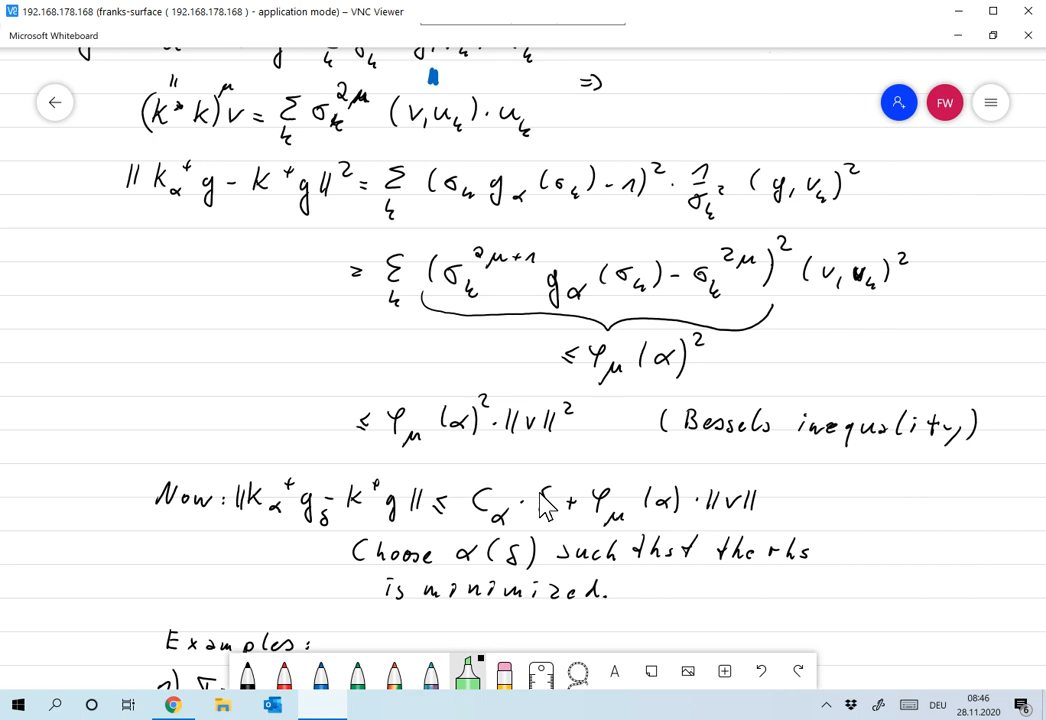 192.168.178.168 (franks-surface ( 192.168.178.168 ) - application mode) – VNC Viewer
Microsoft Whiteboard
FW
(K* K)^μ v = Σ_k σ_k^{2μ} (v, u_k) · u_k ⇒
‖ K_α^+ g - K^+ g ‖² = Σ_k (σ_k g_α (σ_k) - 1)² · 1/σ_k² (g, v_k)²
= Σ_k (σ_k^{2μ+1} g_α (σ_k) - σ_k^{2μ})² (v, u_k)²
≤ φ_μ (α)²
≤ φ_μ (α)² · ‖v‖² (Bessels inequality)
Now: ‖K_α^+ g_δ - K^+ g ‖ ≤ C_α · δ + φ_μ (α) · ‖v‖
Choose α(δ) such that the rhs
is minimized.
Examples:
1)
A
DEU
08:46
28.11.2020
6